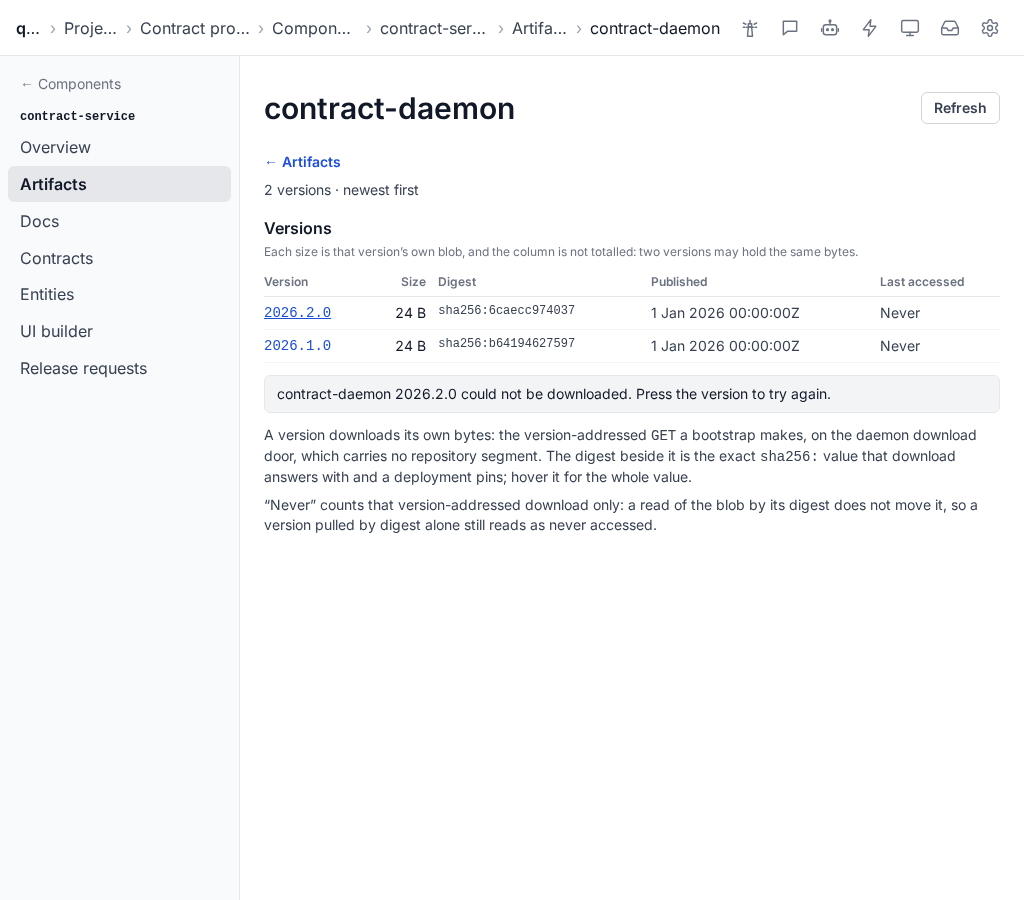 q… › Proje… › Contract pro… › Compon… › contract-ser… › Artifa… › contract-daemon
← Components
contract-service
Overview
Artifacts
Docs
Contracts
Entities
UI builder
Release requests
contract-daemon
Refresh
← Artifacts
2 versions · newest first
Versions
Each size is that version’s own blob, and the column is not totalled: two versions may hold the same bytes.
Version Size Digest Published Last accessed
2026.2.0 24 B sha256:6caecc974037 1 Jan 2026 00:00:00Z Never
2026.1.0 24 B sha256:b64194627597 1 Jan 2026 00:00:00Z Never
contract-daemon 2026.2.0 could not be downloaded. Press the version to try again.
A version downloads its own bytes: the version-addressed GET a bootstrap makes, on the daemon download
door, which carries no repository segment. The digest beside it is the exact sha256: value that download
answers with and a deployment pins; hover it for the whole value.
“Never” counts that version-addressed download only: a read of the blob by its digest does not move it, so a
version pulled by digest alone still reads as never accessed.